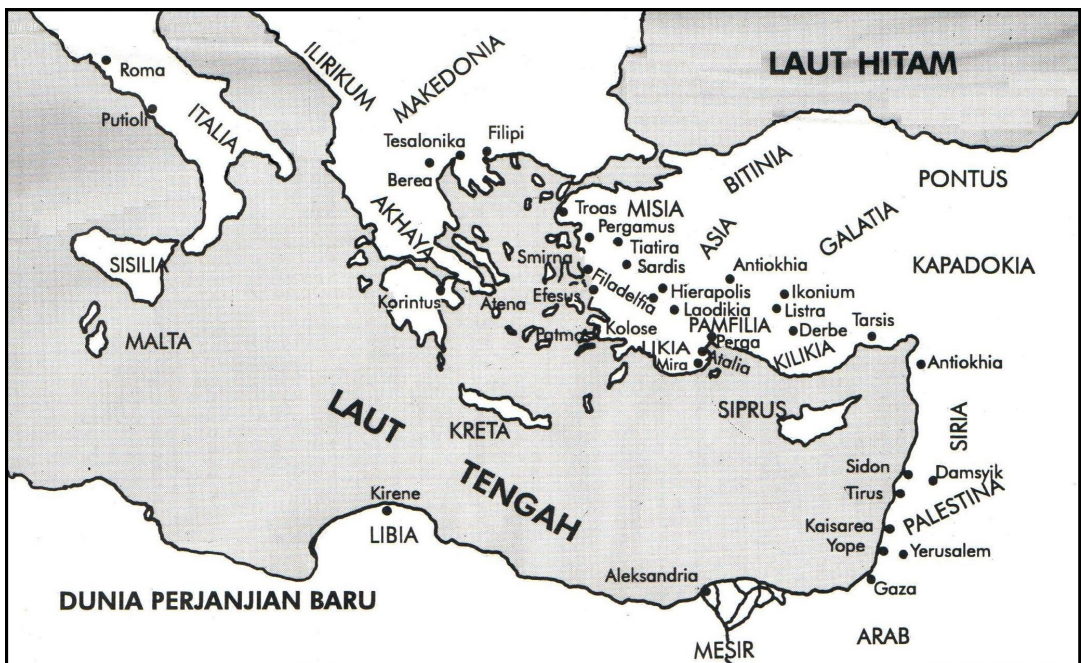 Roma
Putioli
ITALIA
ILIRIKUM
MAKEDONIA
LAUT HITAM
Tesalonika
Filipi
Berea
AKHAYA
Troas
MISIA
BITINIA
PONTUS
Pergamus
ASIA
GALATIA
Tiatira
Smirna
Sardis
Antiokhia
KAPADOKIA
SISILIA
Filadelfia
Hierapolis
Ikonium
Korintus
Atena
Efesus
Laodikia
Listra
Tarsis
MALTA
Patmos
Kolose
PAMFILIA
Derbe
LIKIA
Perga
KILIKIA
Mira
Atalia
Antiokhia
LAUT
TENGAH
KRETA
SIPRUS
SIRIA
Sidon
Damsyik
Tirus
PALESTINA
Kirene
LIBIA
Kaisarea
Yope
Yerusalem
Aleksandria
Gaza
DUNIA PERJANJIAN BARU
MESIR
ARAB